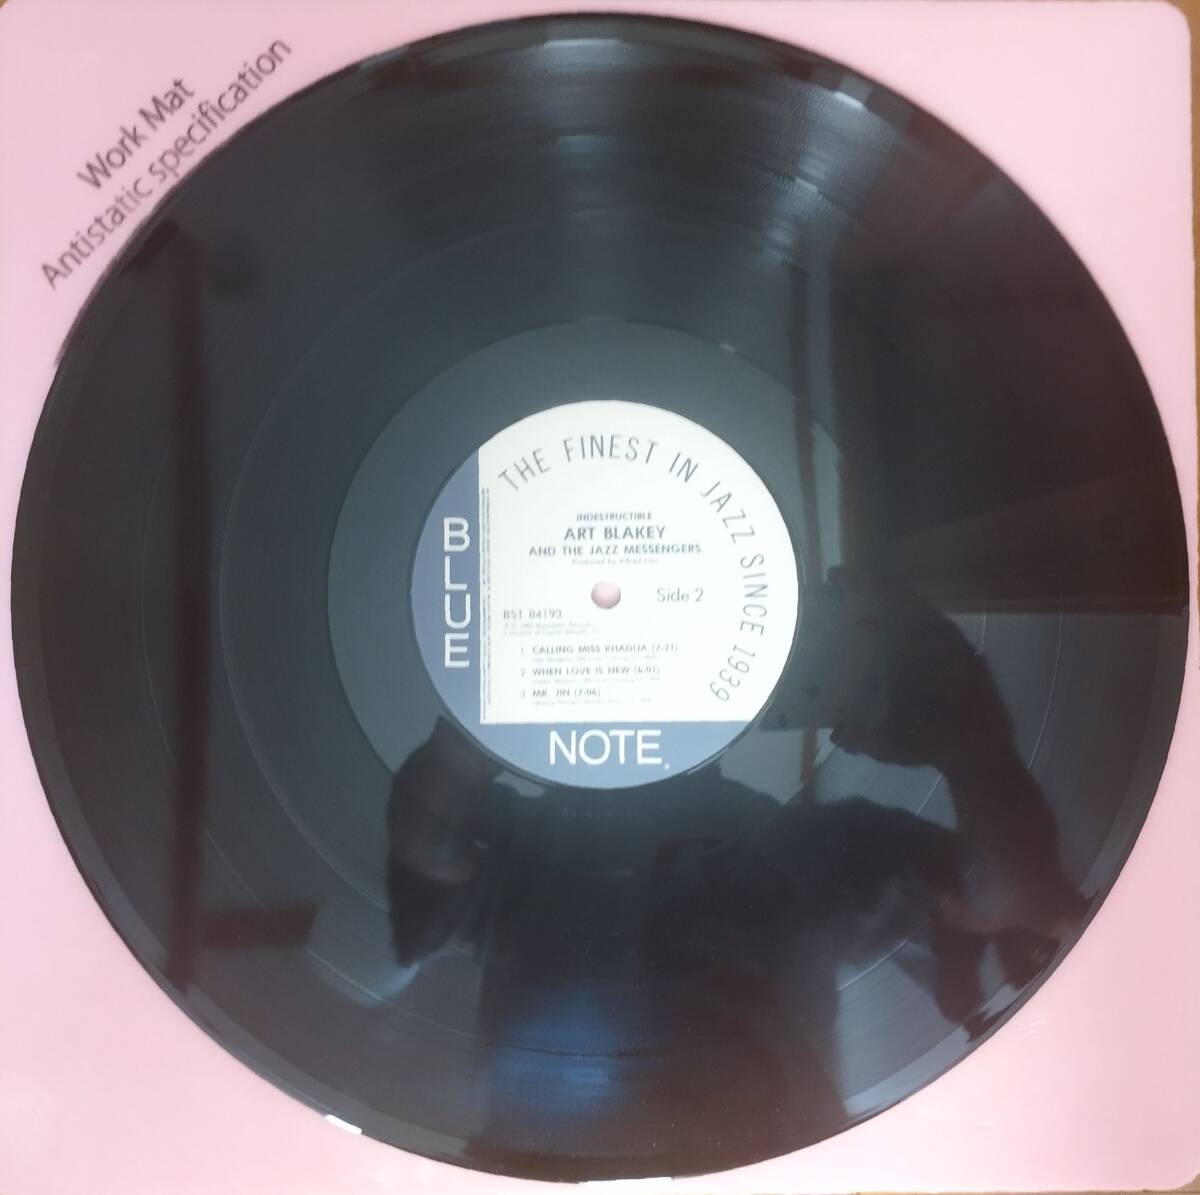 Work Mat
Antistatic specification
THE FINEST IN JAZZ SINCE 1939
BLUE
NOTE
INDESTRUCTIBLE
ART BLAKEY
AND THE JAZZ MESSENGERS
Produced by Alfred Lion
Side 2
BST 84193
1 CALLING MISS KHADIJA (7:21)
2 WHEN LOVE IS NEW (6:01)
3 MR. JIN (7:06)